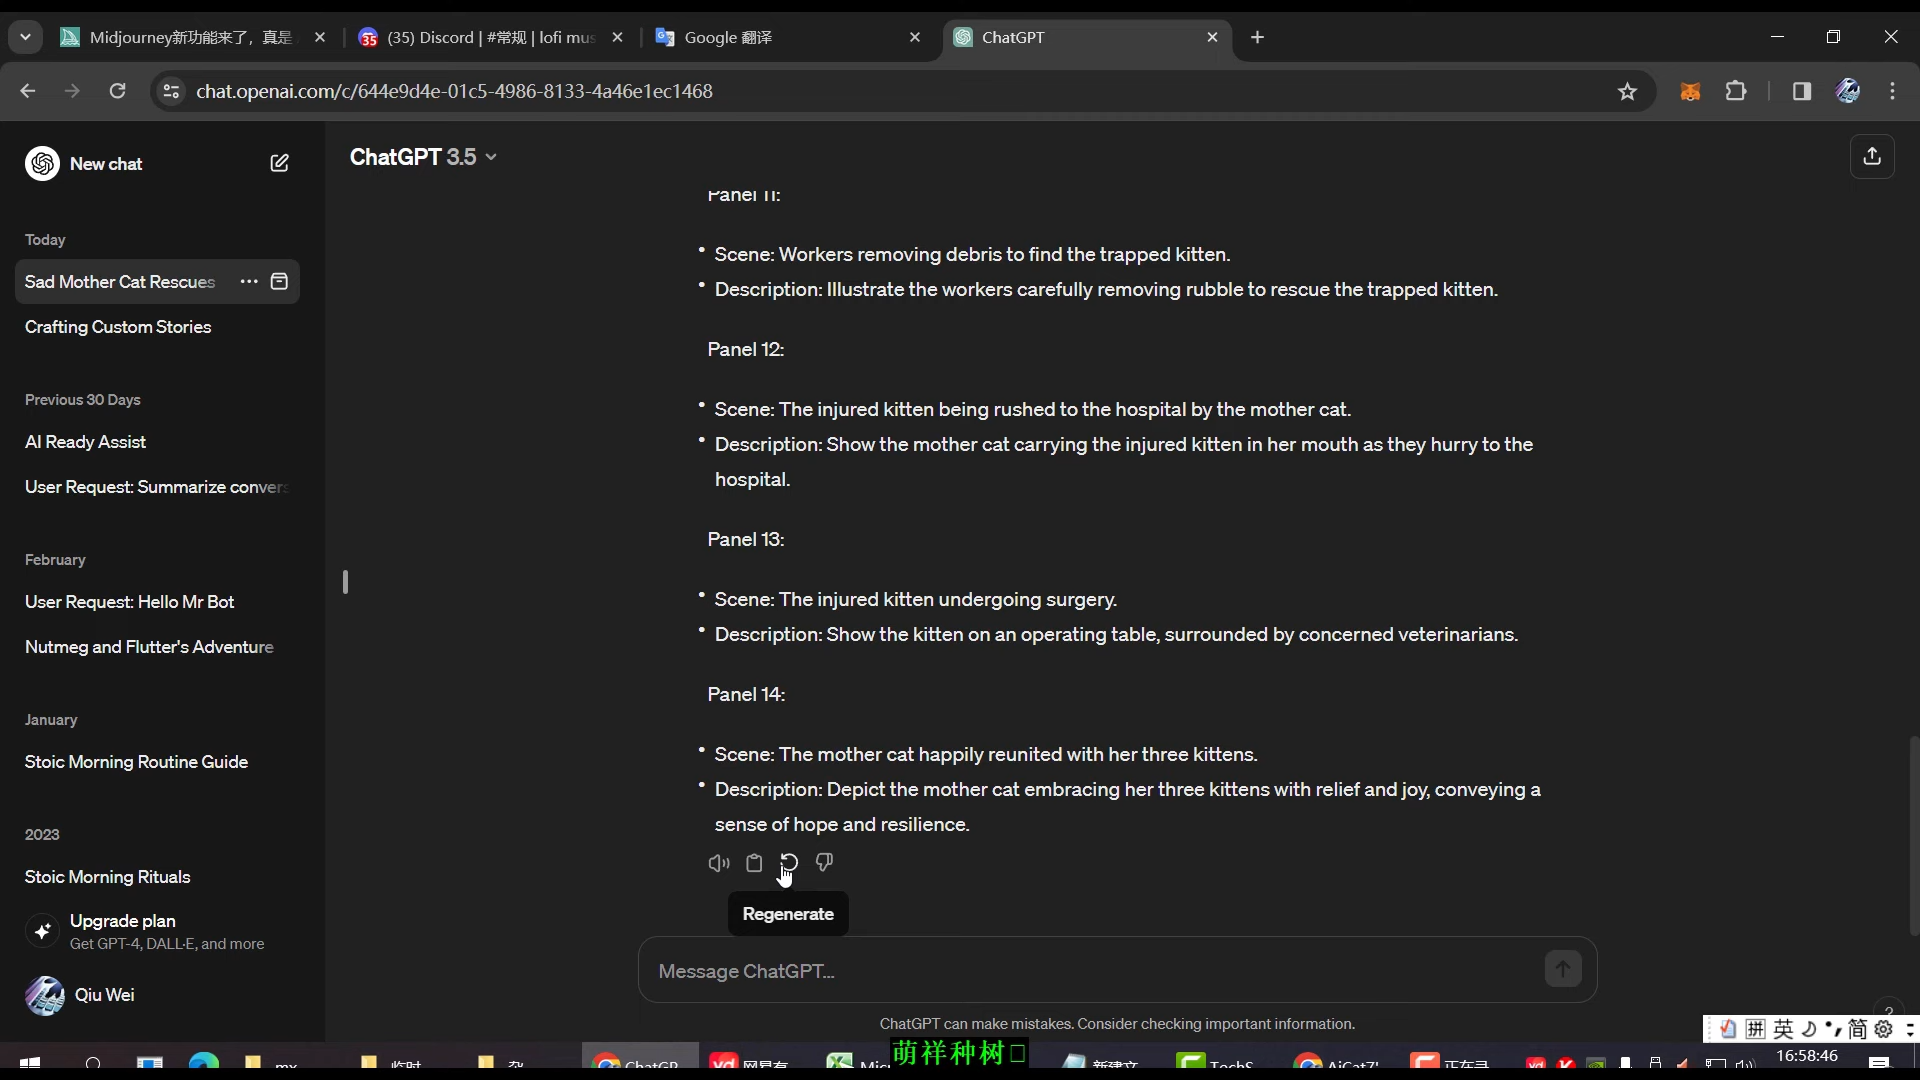 Midjourney新功能来了，真是
(35) Discord | #常规 | lofi mus
Google 翻译
ChatGPT
chat.openai.com/c/644e9d4e-01c5-4986-8133-4a46e1ec1468
New chat
ChatGPT 3.5
Today
Sad Mother Cat Rescues
Crafting Custom Stories
Previous 30 Days
AI Ready Assist
User Request: Summarize convers
February
User Request: Hello Mr Bot
Nutmeg and Flutter's Adventure
January
Stoic Morning Routine Guide
2023
Stoic Morning Rituals
Upgrade plan
Get GPT-4, DALL·E, and more
Qiu Wei
Panel 11:
• Scene: Workers removing debris to find the trapped kitten.
• Description: Illustrate the workers carefully removing rubble to rescue the trapped kitten.
Panel 12:
• Scene: The injured kitten being rushed to the hospital by the mother cat.
• Description: Show the mother cat carrying the injured kitten in her mouth as they hurry to the
hospital.
Panel 13:
• Scene: The injured kitten undergoing surgery.
• Description: Show the kitten on an operating table, surrounded by concerned veterinarians.
Panel 14:
• Scene: The mother cat happily reunited with her three kittens.
• Description: Depict the mother cat embracing her three kittens with relief and joy, conveying a
sense of hope and resilience.
Regenerate
Message ChatGPT...
ChatGPT can make mistakes. Consider checking important information.
?
拼 英 简
萌祥种树
16:58:46